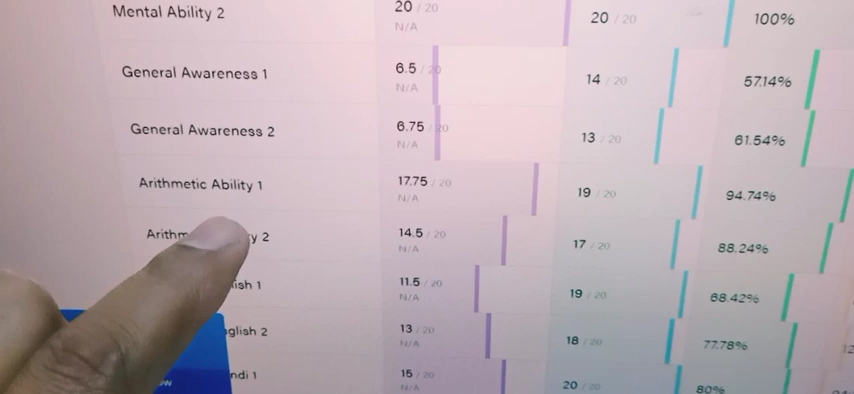 Mental Ability 2 20 / 20 20 / 20 100%
N/A
General Awareness 1 6.5 / 20 14 / 20 57.14%
N/A
General Awareness 2 6.75 / 20 13 / 20 61.54%
N/A
Arithmetic Ability 1 17.75 / 20 19 / 20 94.74%
N/A
Arithm y 2 14.5 / 20 17 / 20 88.24%
N/A
ish 1 11.5 / 20 19 / 20 68.42%
N/A
glish 2 13 / 20 18 / 20 77.78%
N/A
ndi 1 15 / 20 20 / 20 80%
N/A